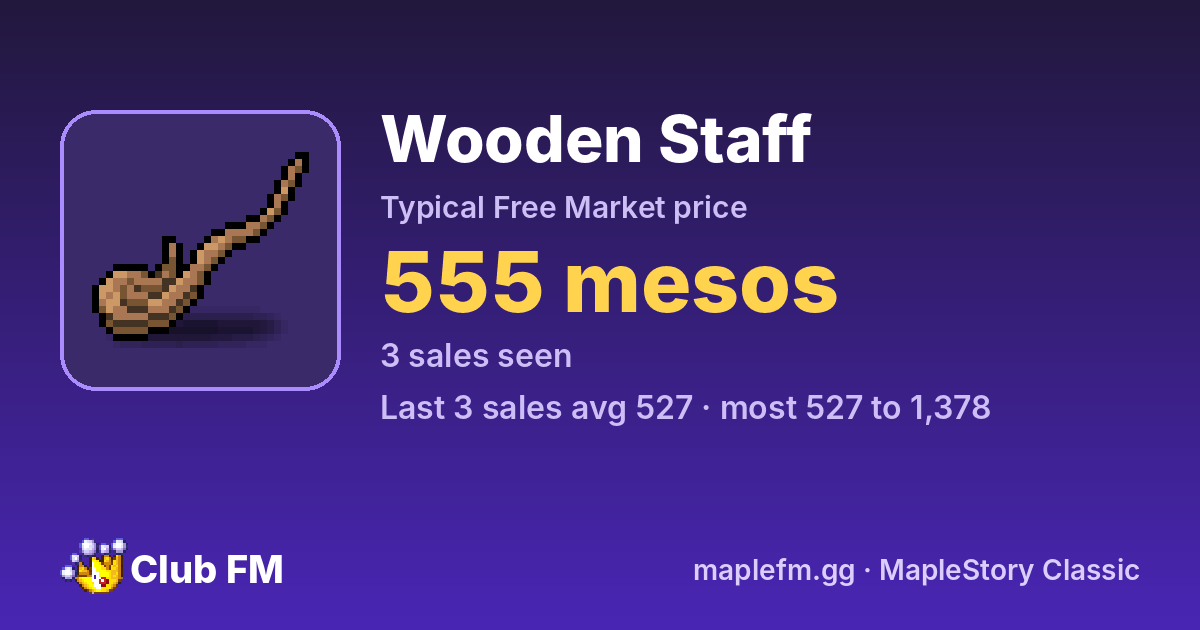 Wooden Staff
Typical Free Market price
555 mesos
3 sales seen
Last 3 sales avg 527 · most 527 to 1,378
Club FM
maplefm.gg · MapleStory Classic